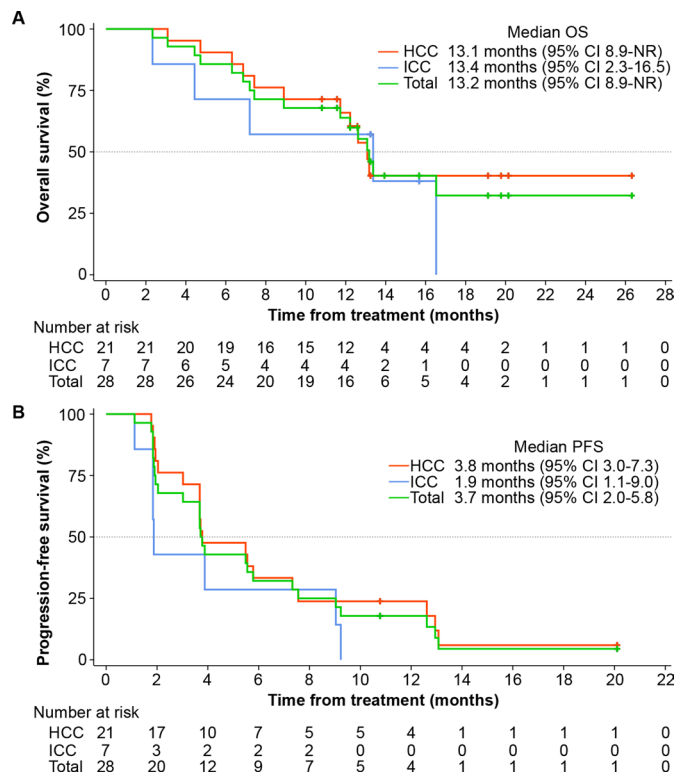 A
Median OS
HCC 13.1 months (95% CI 8.9-NR)
ICC 13.4 months (95% CI 2.3-16.5)
Total 13.2 months (95% CI 8.9-NR)
Overall survival (%)
100
75
50
25
0
0 2 4 6 8 10 12 14 16 18 20 22 24 26 28
Time from treatment (months)
Number at risk
HCC 21 21 20 19 16 15 12 4 4 4 2 1 1 1 0
ICC 7 7 6 5 4 4 4 2 1 0 0 0 0 0 0
Total 28 28 26 24 20 19 16 6 5 4 2 1 1 1 0
B
Median PFS
HCC 3.8 months (95% CI 3.0-7.3)
ICC 1.9 months (95% CI 1.1-9.0)
Total 3.7 months (95% CI 2.0-5.8)
Progression-free survival (%)
100
75
50
25
0
0 2 4 6 8 10 12 14 16 18 20 22
Time from treatment (months)
Number at risk
HCC 21 17 10 7 5 5 4 1 1 1 1 0
ICC 7 3 2 2 2 0 0 0 0 0 0 0
Total 28 20 12 9 7 5 4 1 1 1 1 0